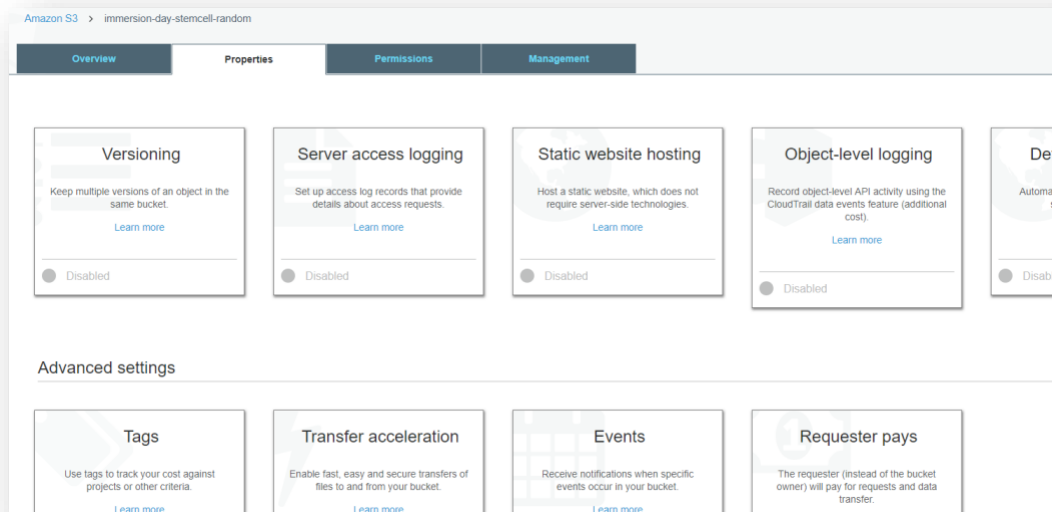 Amazon S3 > immersion-day-stemcell-random
Overview Properties Permissions Management
Versioning
Keep multiple versions of an object in the
same bucket.
Learn more
Disabled
Server access logging
Set up access log records that provide
details about access requests.
Learn more
Disabled
Static website hosting
Host a static website, which does not
require server-side technologies.
Learn more
Disabled
Object-level logging
Record object-level API activity using the
CloudTrail data events feature (additional
cost).
Learn more
Disabled
De
Automa
s
Disab
Advanced settings
Tags
Use tags to track your cost against
projects or other criteria.
Learn more
Transfer acceleration
Enable fast, easy and secure transfers of
files to and from your bucket.
Learn more
Events
Receive notifications when specific
events occur in your bucket.
Learn more
Requester pays
The requester (instead of the bucket
owner) will pay for requests and data
transfer.